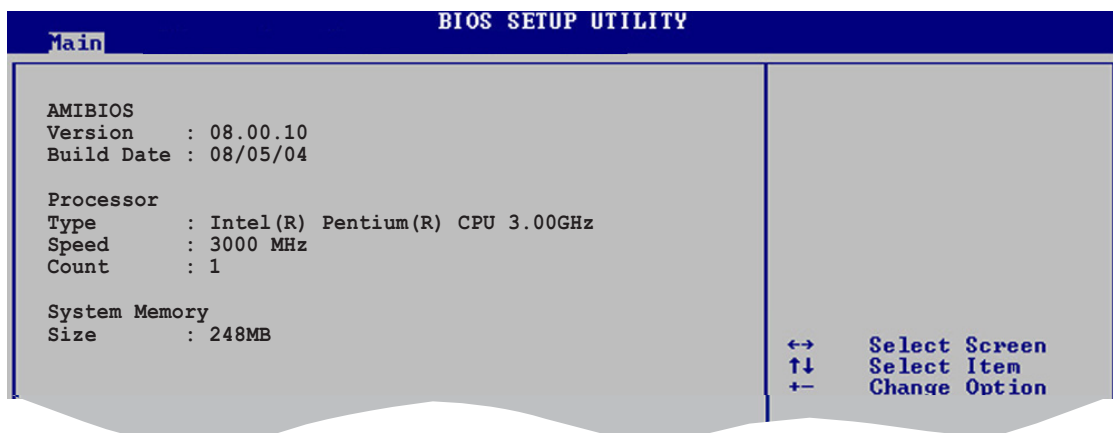 BIOS SETUP UTILITY
Main
AMIBIOS
Version : 08.00.10
Build Date : 08/05/04
Processor
Type : Intel(R) Pentium(R) CPU 3.00GHz
Speed : 3000 MHz
Count : 1
System Memory
Size : 248MB
←→ Select Screen
↑↓ Select Item
+- Change Option